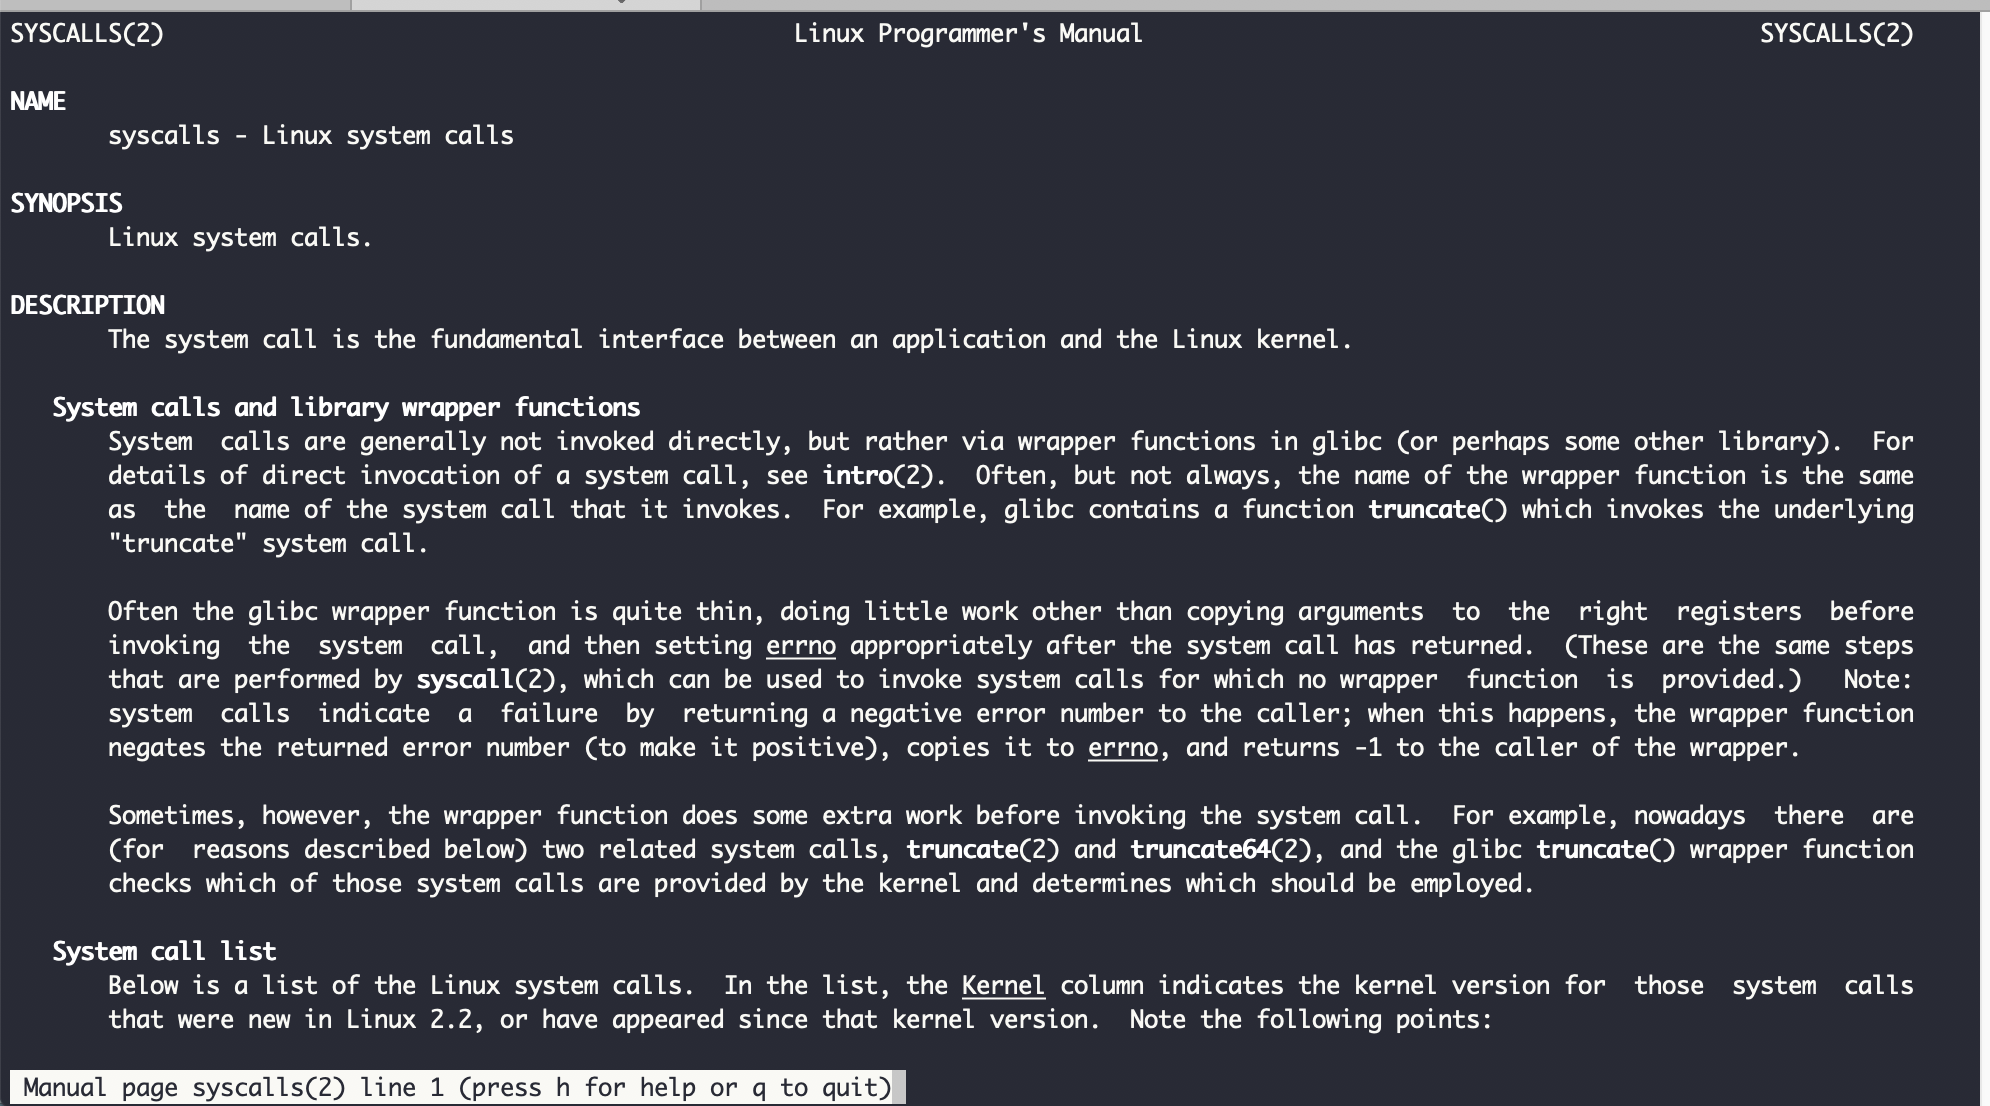 SYSCALLS(2) Linux Programmer's Manual SYSCALLS(2)
NAME
syscalls - Linux system calls
SYNOPSIS
Linux system calls.
DESCRIPTION
The system call is the fundamental interface between an application and the Linux kernel.
System calls and library wrapper functions
System calls are generally not invoked directly, but rather via wrapper functions in glibc (or perhaps some other library). For
details of direct invocation of a system call, see intro(2). Often, but not always, the name of the wrapper function is the same
as the name of the system call that it invokes. For example, glibc contains a function truncate() which invokes the underlying
"truncate" system call.
Often the glibc wrapper function is quite thin, doing little work other than copying arguments to the right registers before
invoking the system call, and then setting errno appropriately after the system call has returned. (These are the same steps
that are performed by syscall(2), which can be used to invoke system calls for which no wrapper function is provided.) Note:
system calls indicate a failure by returning a negative error number to the caller; when this happens, the wrapper function
negates the returned error number (to make it positive), copies it to errno, and returns -1 to the caller of the wrapper.
Sometimes, however, the wrapper function does some extra work before invoking the system call. For example, nowadays there are
(for reasons described below) two related system calls, truncate(2) and truncate64(2), and the glibc truncate() wrapper function
checks which of those system calls are provided by the kernel and determines which should be employed.
System call list
Below is a list of the Linux system calls. In the list, the Kernel column indicates the kernel version for those system calls
that were new in Linux 2.2, or have appeared since that kernel version. Note the following points:
Manual page syscalls(2) line 1 (press h for help or q to quit)